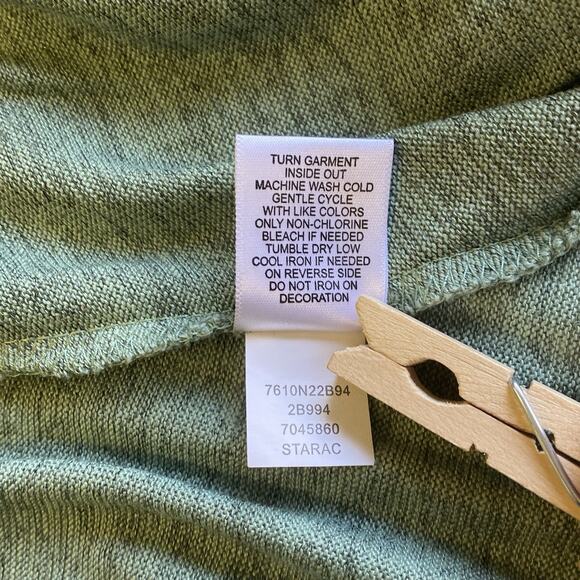 TURN GARMENT
INSIDE OUT
MACHINE WASH COLD
GENTLE CYCLE
WITH LIKE COLORS
ONLY NON-CHLORINE
BLEACH IF NEEDED
TUMBLE DRY LOW
COOL IRON IF NEEDED
ON REVERSE SIDE
DO NOT IRON ON
DECORATION
7610N22B94
2B994
7045860
STARAC